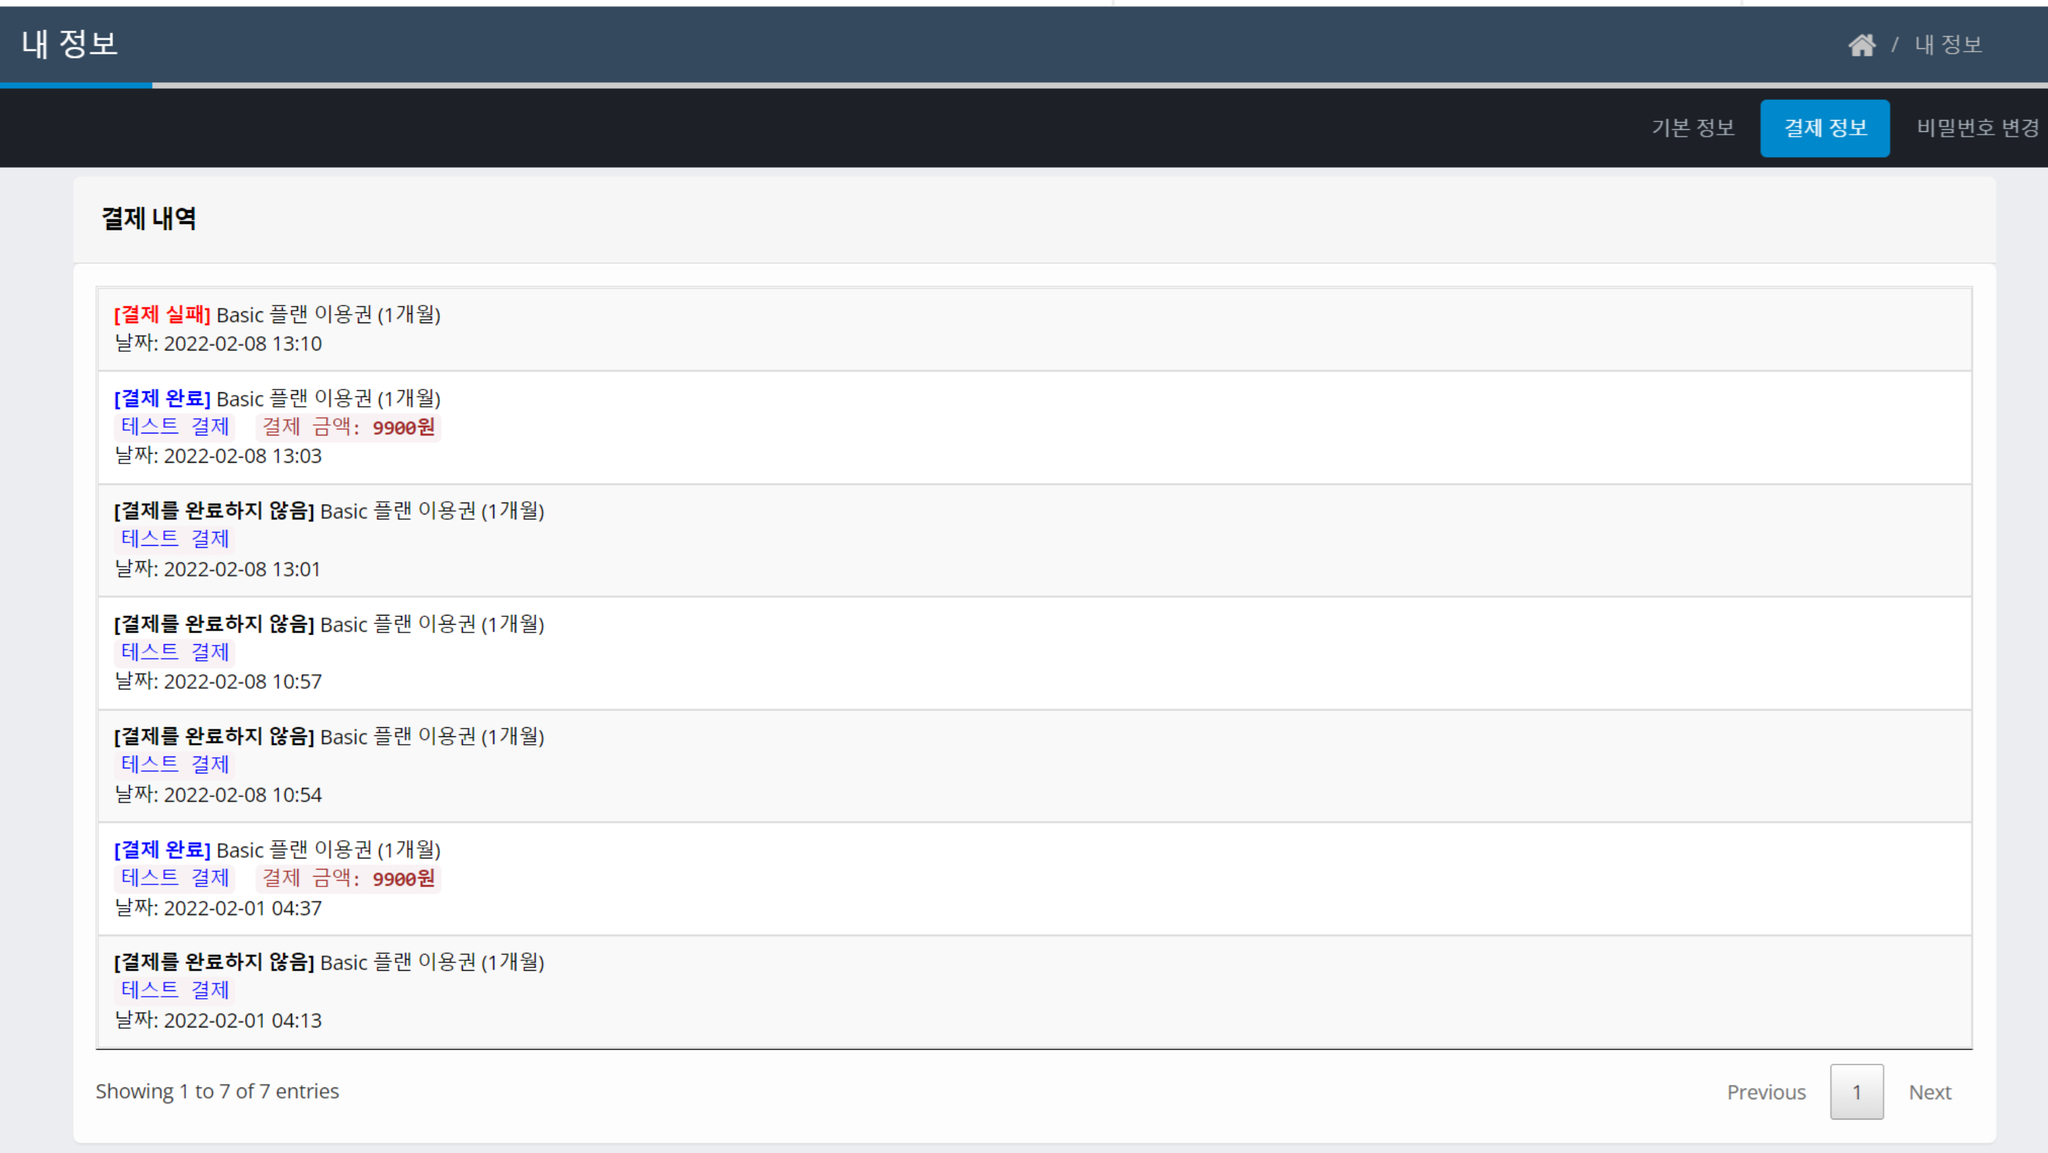 내 정보
/ 내 정보
기본 정보 결제 정보 비밀번호 변경
결제 내역
[결제 실패] Basic 플랜 이용권 (1개월)
날짜: 2022-02-08 13:10
[결제 완료] Basic 플랜 이용권 (1개월)
테스트 결제 결제 금액: 9900원
날짜: 2022-02-08 13:03
[결제를 완료하지 않음] Basic 플랜 이용권 (1개월)
테스트 결제
날짜: 2022-02-08 13:01
[결제를 완료하지 않음] Basic 플랜 이용권 (1개월)
테스트 결제
날짜: 2022-02-08 10:57
[결제를 완료하지 않음] Basic 플랜 이용권 (1개월)
테스트 결제
날짜: 2022-02-08 10:54
[결제 완료] Basic 플랜 이용권 (1개월)
테스트 결제 결제 금액: 9900원
날짜: 2022-02-01 04:37
[결제를 완료하지 않음] Basic 플랜 이용권 (1개월)
테스트 결제
날짜: 2022-02-01 04:13
Showing 1 to 7 of 7 entries
Previous 1 Next